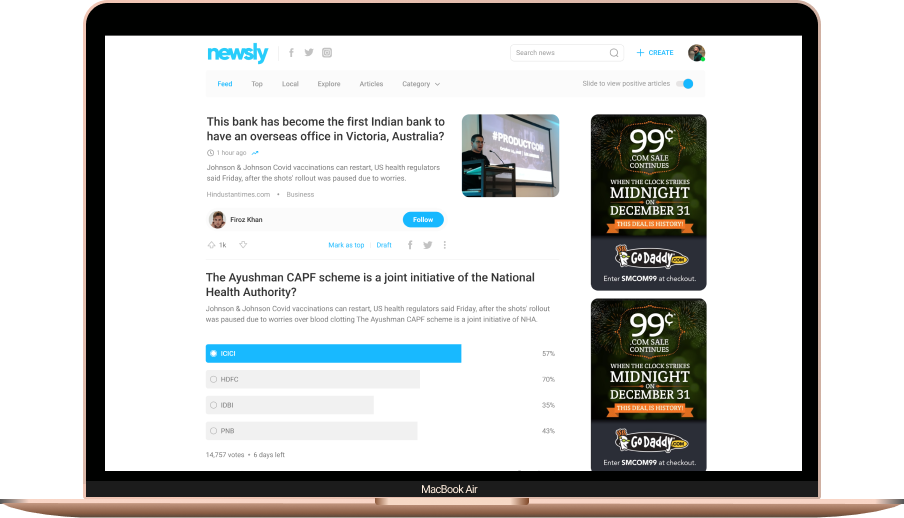 newsly
Search news
CREATE
Feed
Top
Local
Explore
Articles
Category
Slide to view positive articles
This bank has become the first Indian bank to
have an overseas office in Victoria, Australia?
1 hour ago
Johnson & Johnson Covid vaccinations can restart, US health regulators
said Friday, after the shots' rollout was paused due to worries.
Hindustantimes.com • Business
#PRODUCTCON
Firoz Khan
Follow
1k
Mark as top
Draft
The Ayushman CAPF scheme is a joint initiative of the National
Health Authority?
Johnson & Johnson Covid vaccinations can restart, US health regulators said Friday, after the shots' rollout
was paused due to worries over blood clotting The Ayushman CAPF scheme is a joint initiative of NHA.
ICICI 57%
HDFC 70%
IDBI 35%
PNB 43%
14,757 votes • 6 days left
99¢
.COM SALE
CONTINUES
WHEN THE CLOCK STRIKES
MIDNIGHT
ON
DECEMBER 31
THIS DEAL IS HISTORY!
Go Daddy .COM
Enter SMCOM99 at checkout.
99¢
.COM SALE
CONTINUES
WHEN THE CLOCK STRIKES
MIDNIGHT
ON
DECEMBER 31
THIS DEAL IS HISTORY!
Go Daddy .COM
Enter SMCOM99 at checkout.
MacBook Air